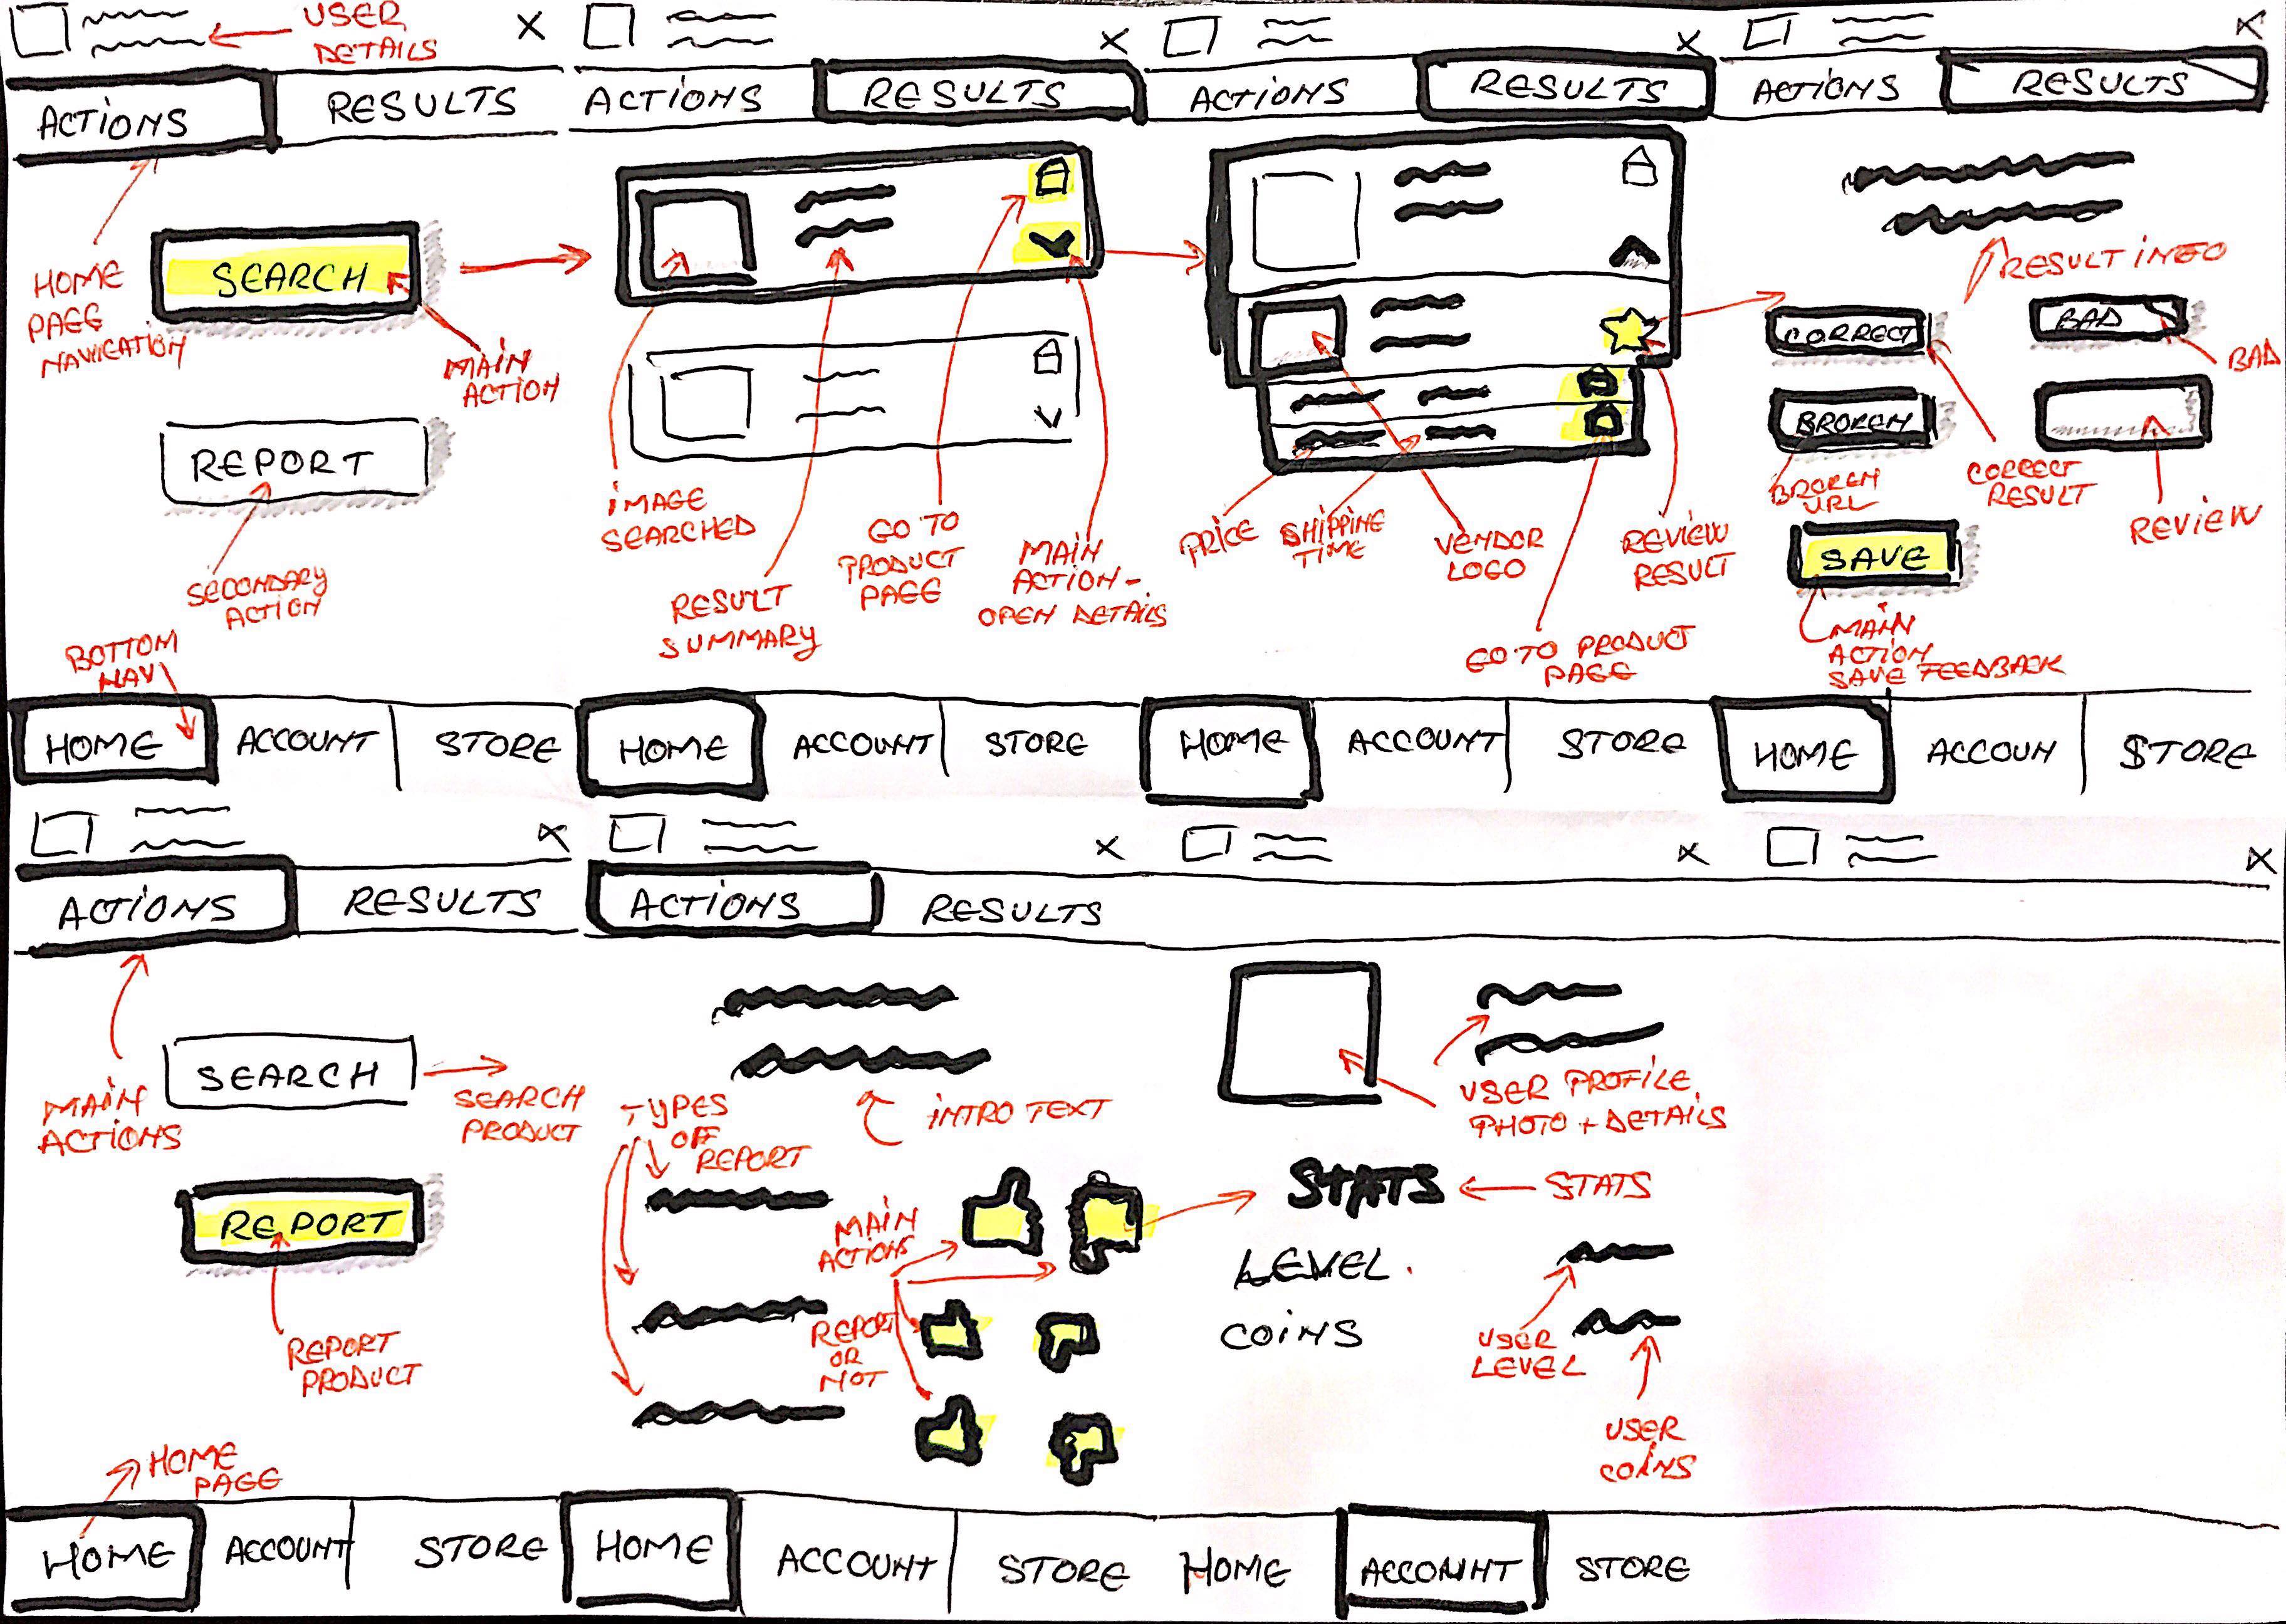 USER
DETAILS
X
X
X
X
ACTIONS
RESULTS
ACTIONS
RESULTS
ACTIONS
RESULTS
ACTIONS
RESULTS
HOME
PAGE
NAVIGATION
SEARCH
MAIN
ACTION
REPORT
SECONDARY
ACTION
BOTTOM
NAV
IMAGE
SEARCHED
RESULT
SUMMARY
GO TO
PRODUCT
PAGE
MAIN
ACTION -
OPEN DETAILS
PRICE
SHIPPING
TIME
VENDOR
LOGO
REVIEW
RESULT
GO TO PRODUCT
PAGE
RESULT INFO
CORRECT
BAD
BAD
BROKEN
BROKEN
URL
CORRECT
RESULT
REVIEW
SAVE
MAIN
ACTION
SAVE FEEDBACK
HOME
ACCOUNT
STORE
HOME
ACCOUNT
STORE
HOME
ACCOUNT
STORE
HOME
ACCOUN
STORE
X
X
X
X
ACTIONS
RESULTS
ACTIONS
RESULTS
MAIN
ACTIONS
SEARCH
SEARCH
PRODUCT
REPORT
REPORT
PRODUCT
HOME
PAGE
INTRO TEXT
TYPES
OFF
REPORT
MAIN
ACTIONS
REPORT
OR
NOT
USER PROFILE
PHOTO + DETAILS
STATS
STATS
LEVEL.
COINS
USER
LEVEL
USER
COINS
HOME
ACCOUNT
STORE
HOME
ACCOUNT
STORE
HOME
ACCOUNT
STORE